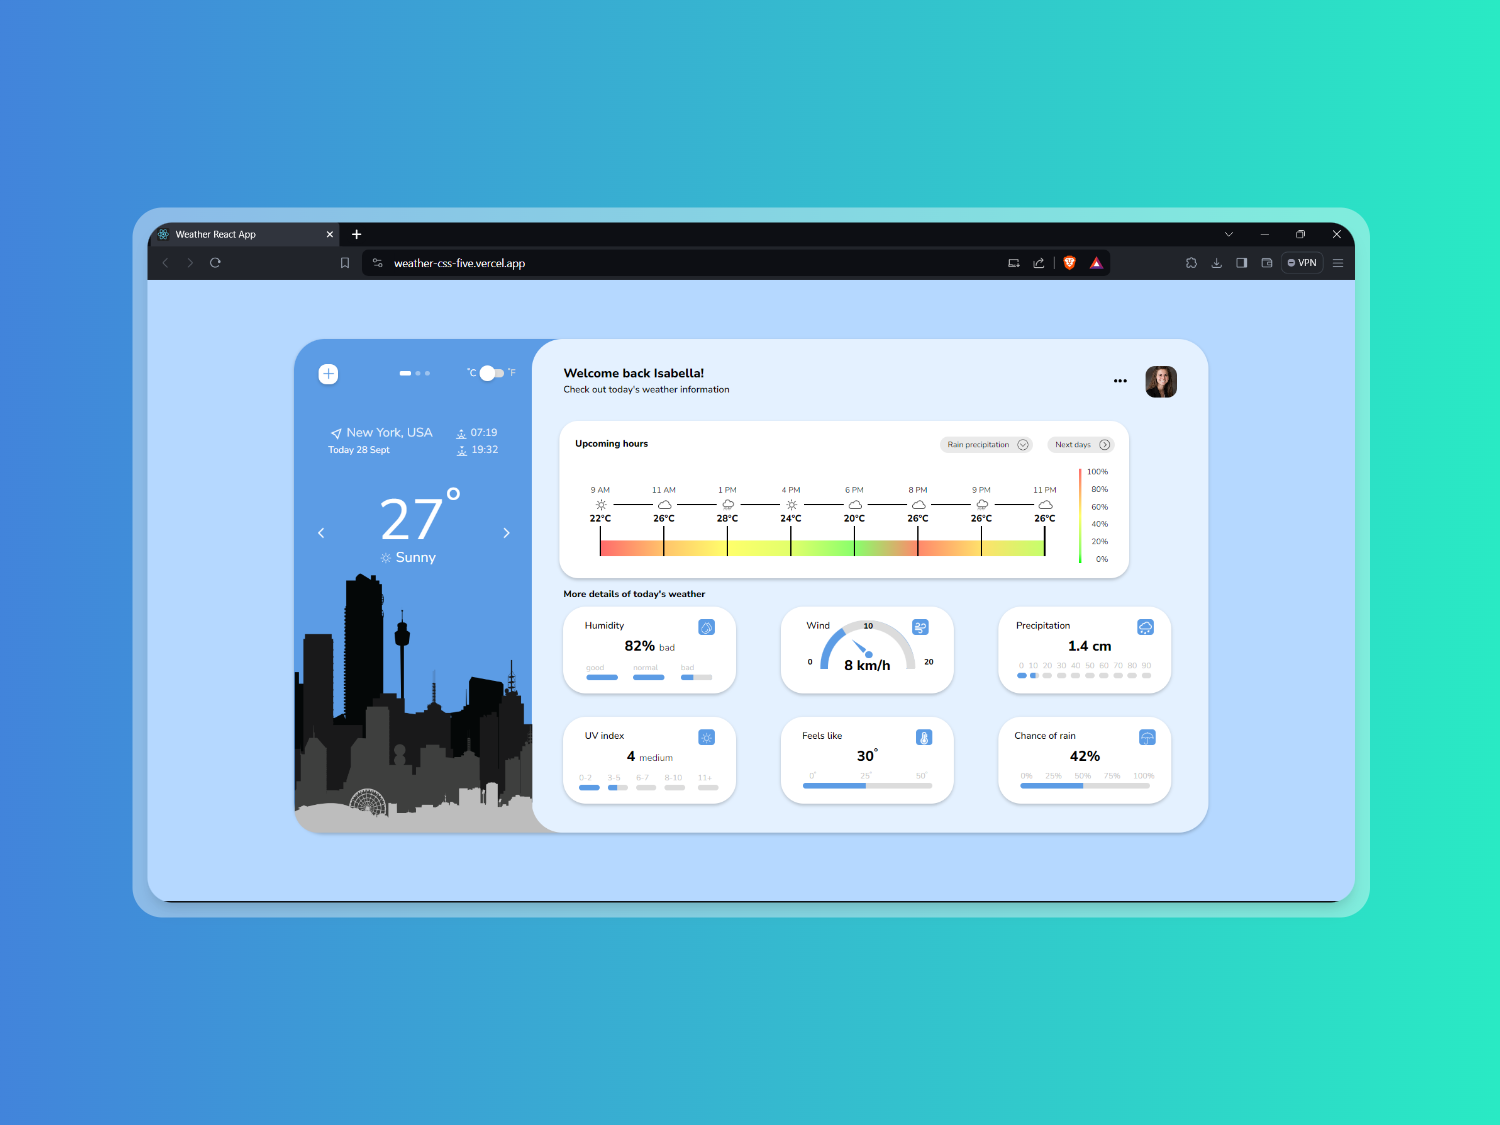 Weather React App
weather-css-five.vercel.app
VPN
°C °F
New York, USA 07:19
Today 28 Sept 19:32
27°
Sunny
Welcome back Isabella!
Check out today's weather information
Upcoming hours
Rain precipitation
Next days
9 AM 11 AM 1 PM 4 PM 6 PM 8 PM 9 PM 11 PM
22°C 26°C 28°C 24°C 20°C 26°C 26°C 26°C
100%
80%
60%
40%
20%
0%
More details of today's weather
Humidity
82% bad
good normal bad
Wind
10
0 20
8 km/h
Precipitation
1.4 cm
0 10 20 30 40 50 60 70 80 90
UV index
4 medium
0-2 3-5 6-7 8-10 11+
Feels like
30°
0° 25° 50°
Chance of rain
42%
0% 25% 50% 75% 100%